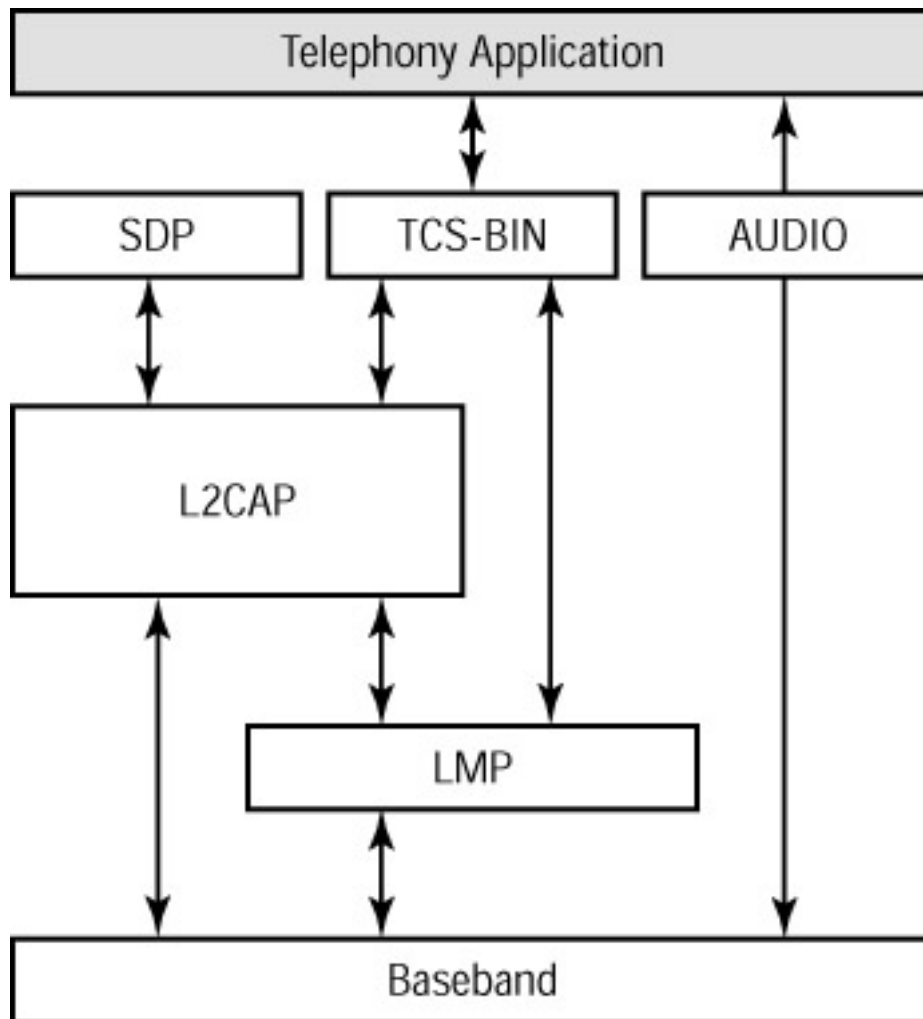 Telephony Application
SDP
TCS-BIN
AUDIO
L2CAP
LMP
Baseband